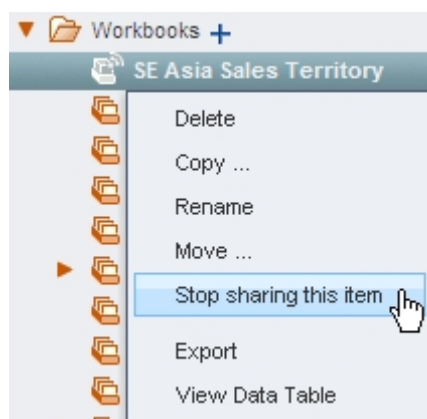 Workbooks +
SE Asia Sales Territory
Delete
Copy ...
Rename
Move ...
Stop sharing this item
Export
View Data Table